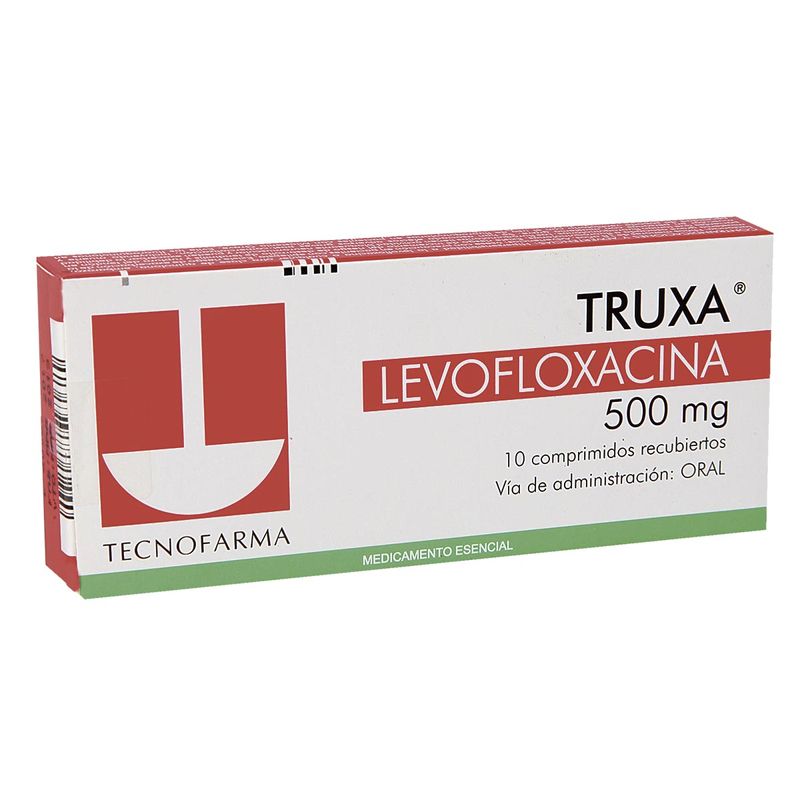 TRUXA®
LEVOFLOXACINA
500 mg
10 comprimidos recubiertos
Vía de administración: ORAL
TECNOFARMA
MEDICAMENTO ESENCIAL